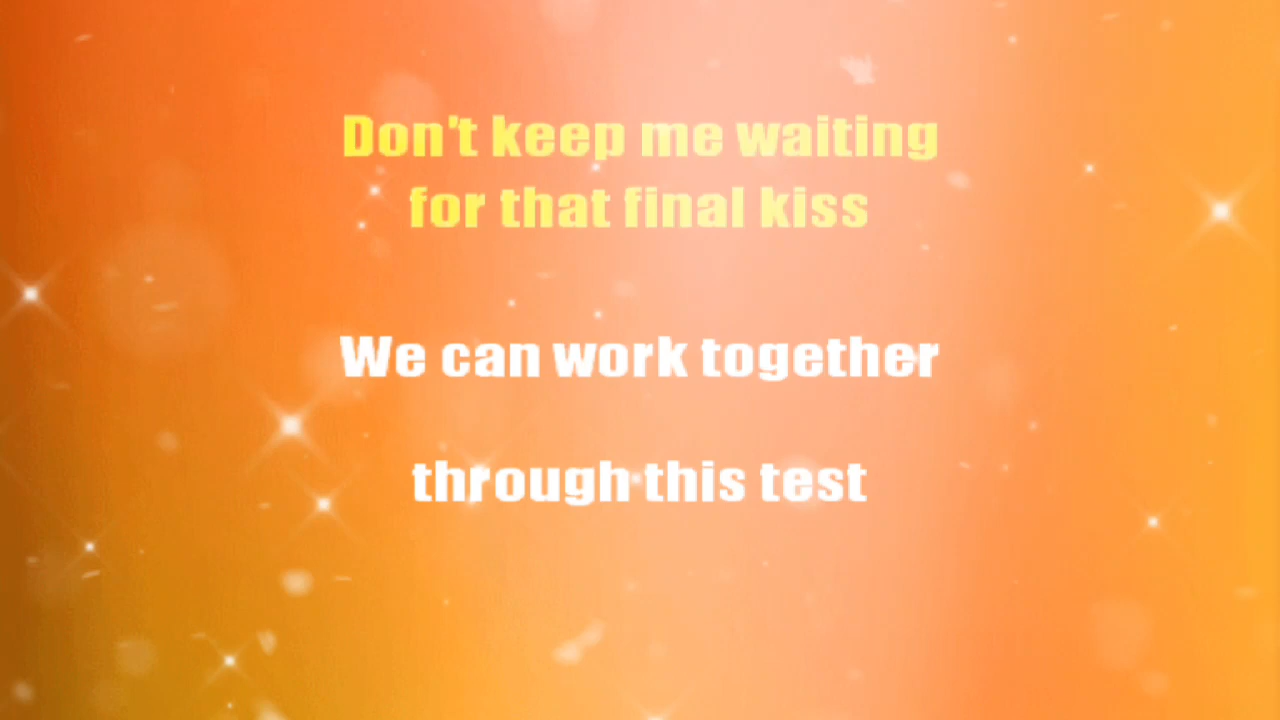 Don't keep me waiting
for that final kiss
We can work together
through this test